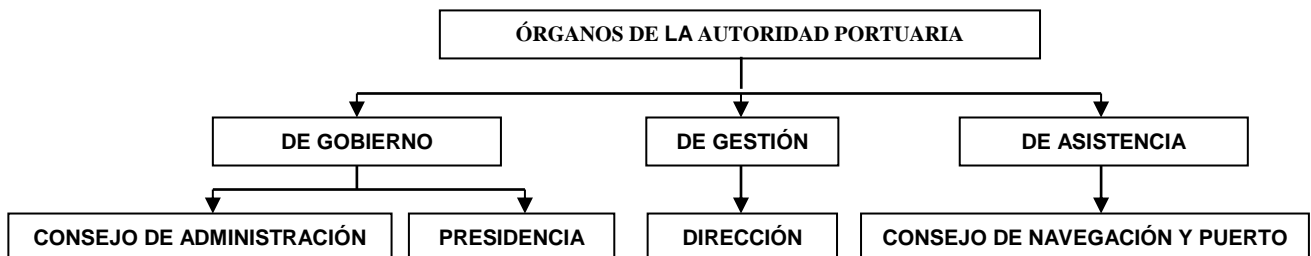 ÓRGANOS DE LA AUTORIDAD PORTUARIA
DE GOBIERNO
DE GESTIÓN
DE ASISTENCIA
CONSEJO DE ADMINISTRACIÓN
PRESIDENCIA
DIRECCIÓN
CONSEJO DE NAVEGACIÓN Y PUERTO